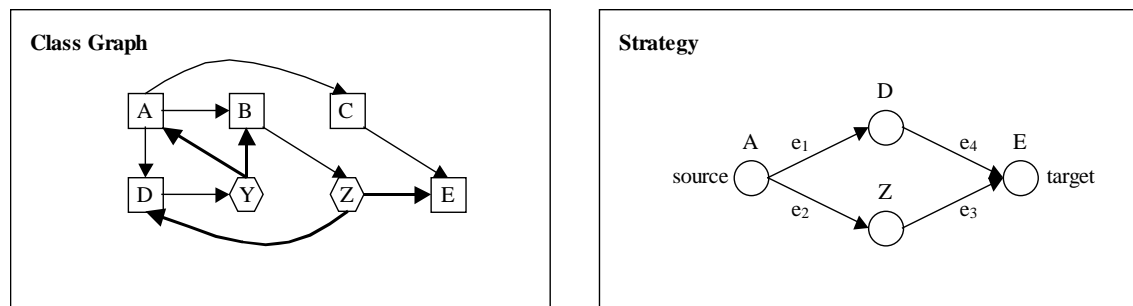 Class Graph
A B C
D Y Z E
Strategy
D
A e1 e4 E
source target
Z
e2 e3